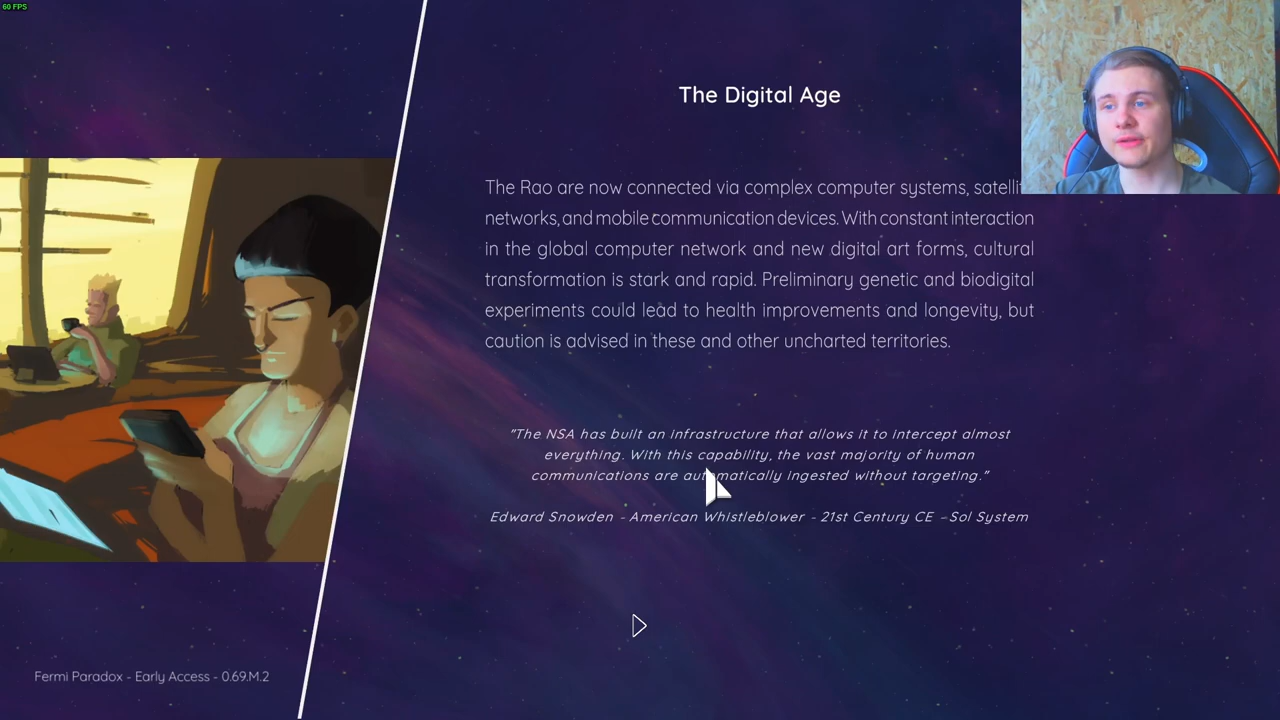 60 FPS
The Digital Age
The Rao are now connected via complex computer systems,
networks, and mobile communication devices. With constant interaction
in the global computer network and new digital art forms, cultural
transformation is stark and rapid. Preliminary genetic and biodigital
experiments could lead to health improvements and longevity, but
caution is advised in these and other uncharted territories.
"The NSA has built an infrastructure that allows it to intercept almost
everything. With this capability, the vast majority of human
communications are automatically ingested without targeting."
Edward Snowden - American Whistleblower - 21st Century CE - Sol System
Fermi Paradox - Early Access - 0.69.M.2